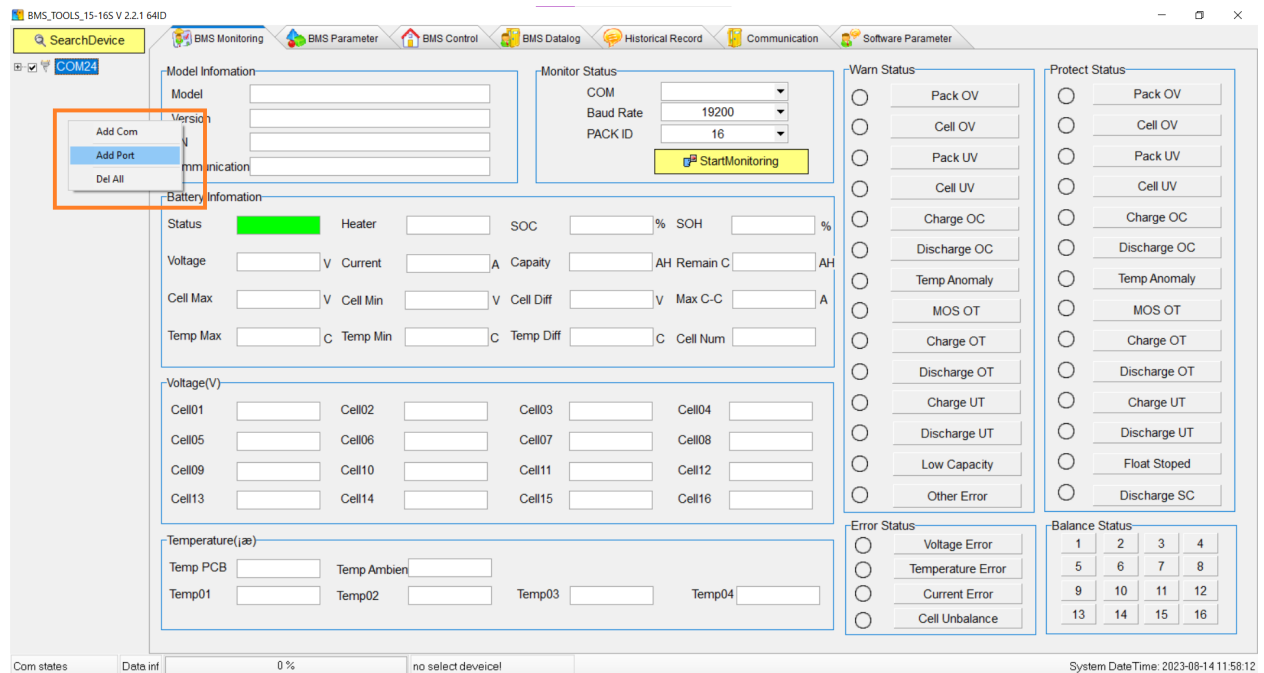 BMS_TOOLS_15-16S V 2.2.1 64ID
SearchDevice
BMS Monitoring
BMS Parameter
BMS Control
BMS Datalog
Historical Record
Communication
Software Parameter
COM24
Add Com
Add Port
Del All
Model Infomation
Model
Version
N
mmunication
Monitor Status
COM
Baud Rate 19200
PACK ID 16
StartMonitoring
Battery Infomation
Status Heater SOC % SOH %
Voltage V Current A Capaity AH Remain C AH
Cell Max V Cell Min V Cell Diff V Max C-C A
Temp Max C Temp Min C Temp Diff C Cell Num
Voltage(V)
Cell01 Cell02 Cell03 Cell04
Cell05 Cell06 Cell07 Cell08
Cell09 Cell10 Cell11 Cell12
Cell13 Cell14 Cell15 Cell16
Temperature(¡æ)
Temp PCB Temp Ambien
Temp01 Temp02 Temp03 Temp04
Warn Status
Pack OV
Cell OV
Pack UV
Cell UV
Charge OC
Discharge OC
Temp Anomaly
MOS OT
Charge OT
Discharge OT
Charge UT
Discharge UT
Low Capacity
Other Error
Protect Status
Pack OV
Cell OV
Pack UV
Cell UV
Charge OC
Discharge OC
Temp Anomaly
MOS OT
Charge OT
Discharge OT
Charge UT
Discharge UT
Float Stoped
Discharge SC
Error Status
Voltage Error
Temperature Error
Current Error
Cell Unbalance
Balance Status
1 2 3 4
5 6 7 8
9 10 11 12
13 14 15 16
Com states Data inf 0 % no select deveice! System DateTime: 2023-08-14 11:58:12